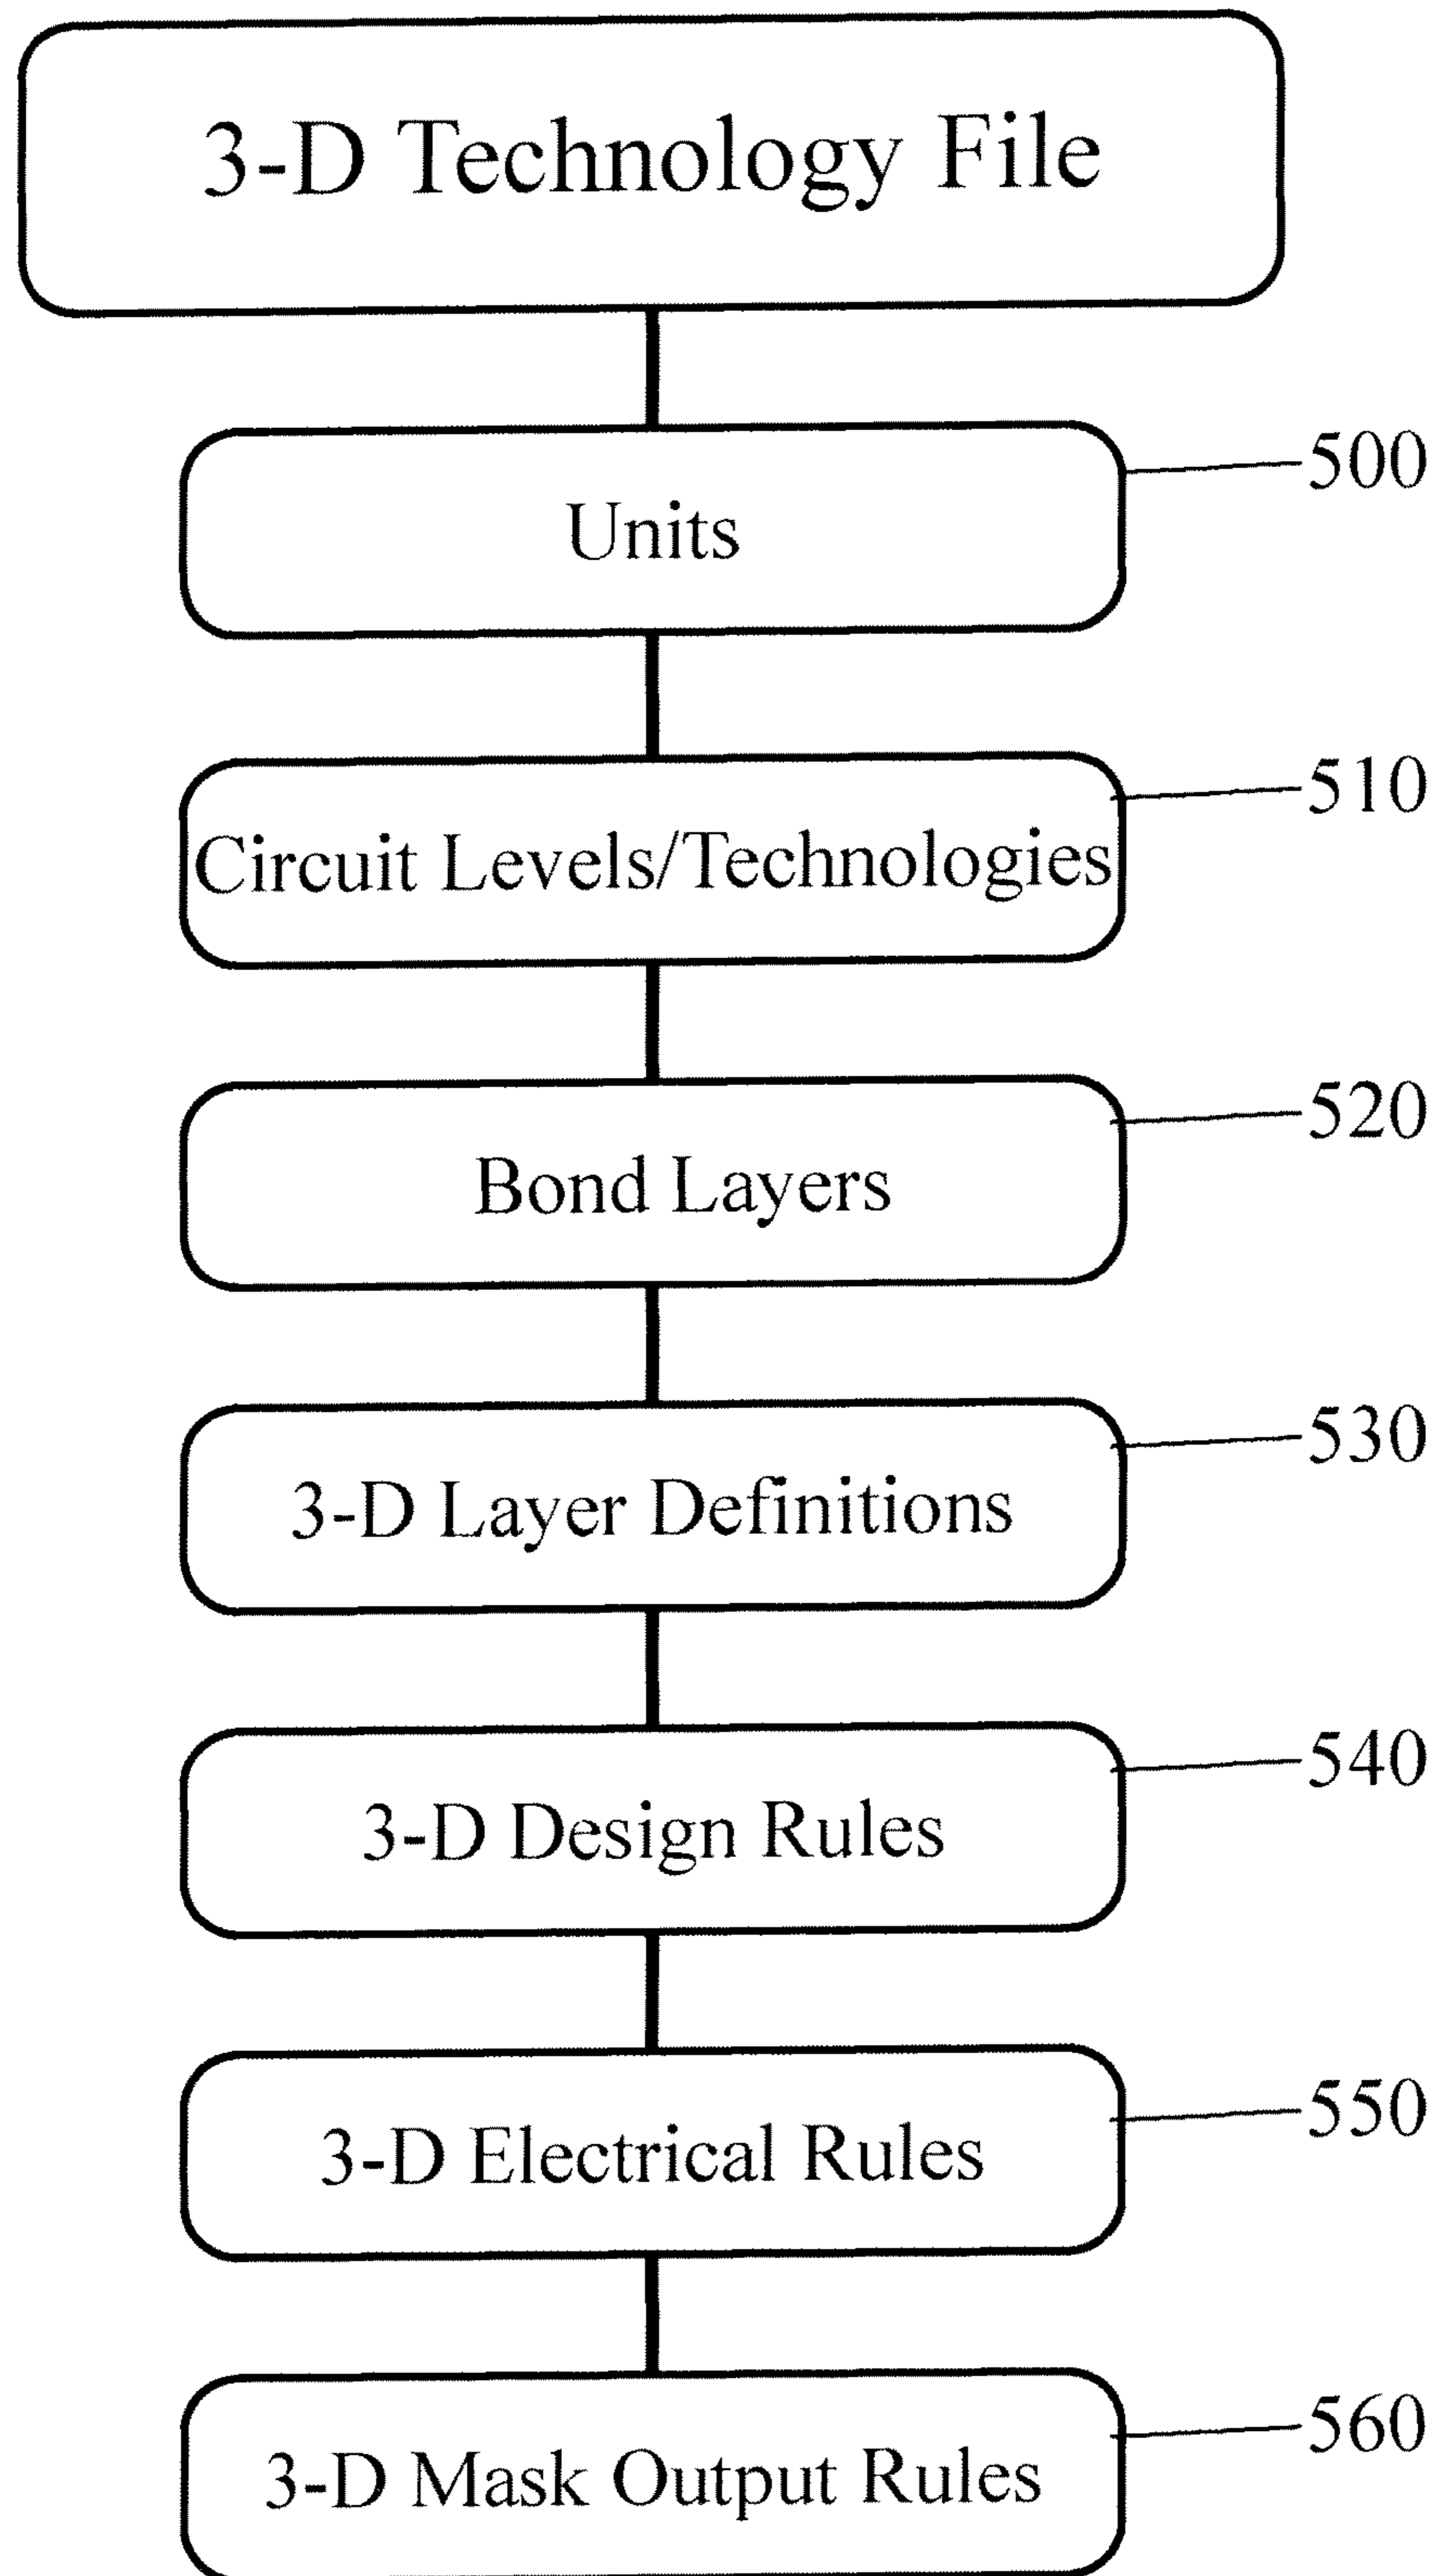 3-D Technology File
Units
500
Circuit Levels/Technologies
510
Bond Layers
520
3-D Layer Definitions
530
3-D Design Rules
540
3-D Electrical Rules
550
3-D Mask Output Rules
560